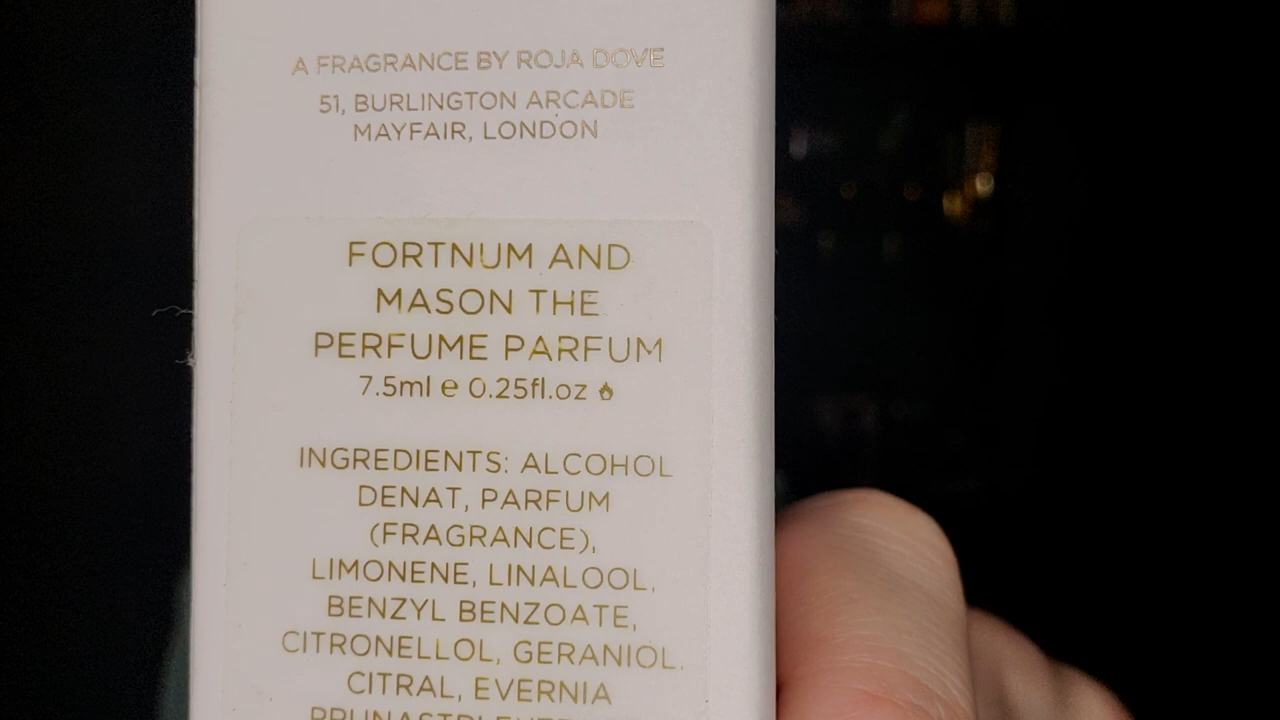 A FRAGRANCE BY ROJA DOVE
51, BURLINGTON ARCADE
MAYFAIR, LONDON
FORTNUM AND
MASON THE
PERFUME PARFUM
7.5ml e 0.25fl.oz
INGREDIENTS: ALCOHOL
DENAT, PARFUM
(FRAGRANCE),
LIMONENE, LINALOOL,
BENZYL BENZOATE,
CITRONELLOL, GERANIOL.
CITRAL, EVERNIA